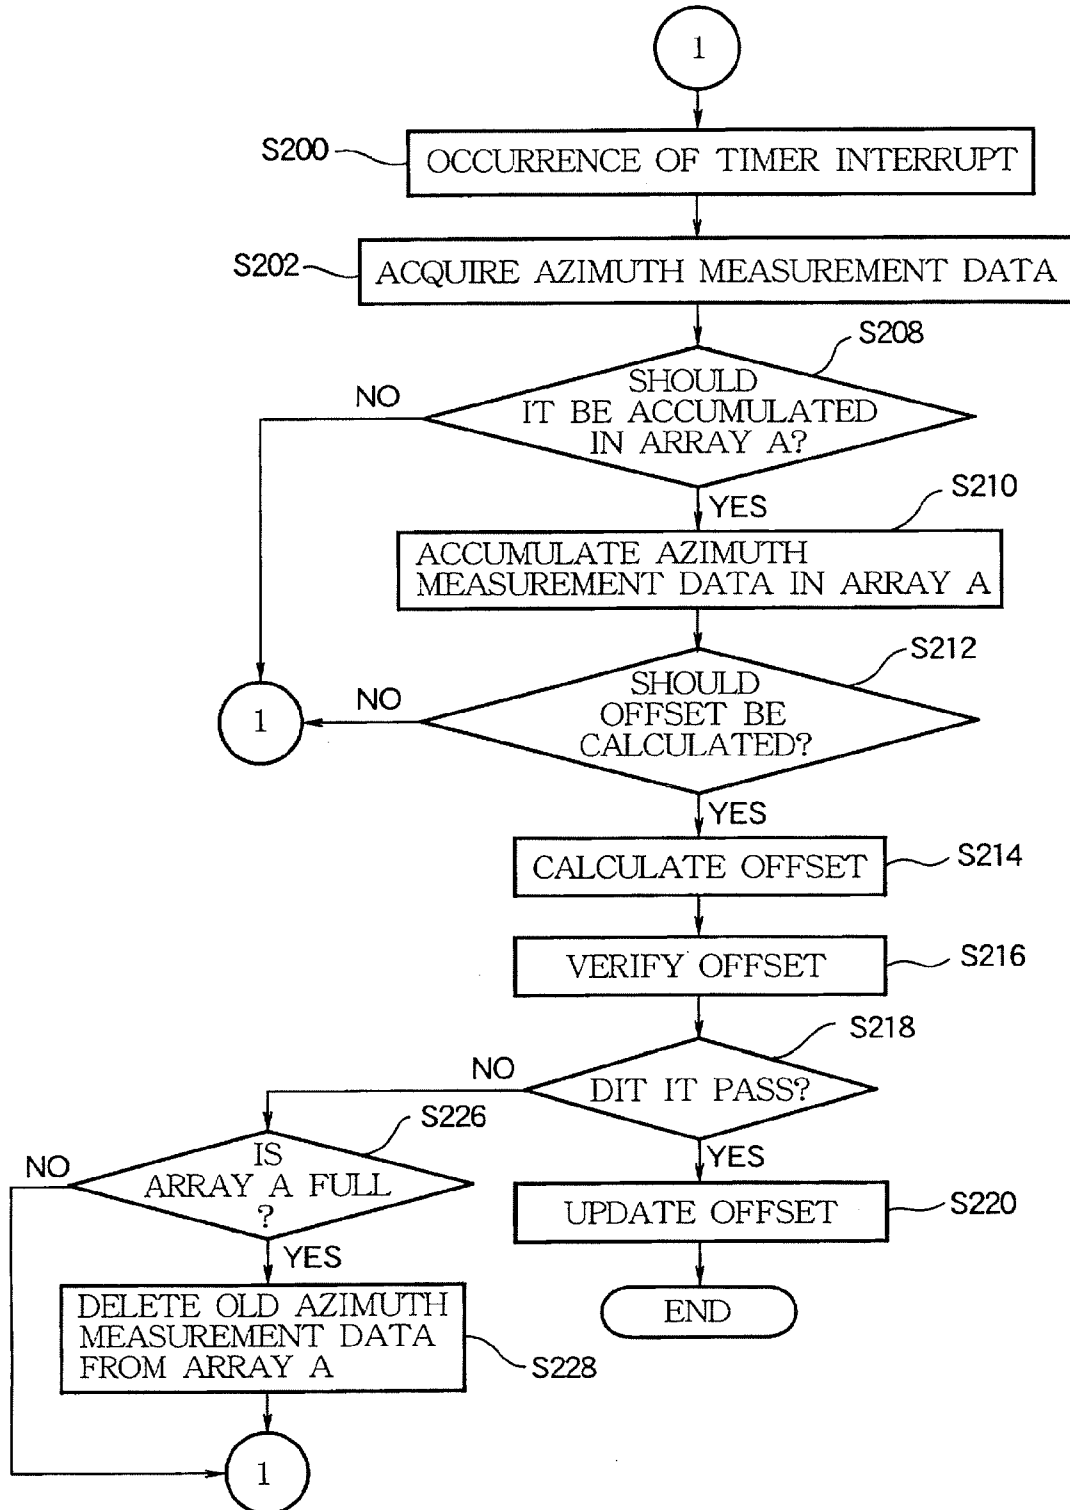 1
S200
OCCURRENCE OF TIMER INTERRUPT
S202
ACQUIRE AZIMUTH MEASUREMENT DATA
S208
SHOULD
IT BE ACCUMULATED
IN ARRAY A?
NO
YES
S210
ACCUMULATE AZIMUTH
MEASUREMENT DATA IN ARRAY A
S212
SHOULD
OFFSET BE
CALCULATED?
NO
1
YES
CALCULATE OFFSET
S214
VERIFY OFFSET
S216
S218
DIT IT PASS?
NO
YES
S226
IS
ARRAY A FULL
?
NO
YES
UPDATE OFFSET
S220
END
DELETE OLD AZIMUTH
MEASUREMENT DATA
FROM ARRAY A
S228
1